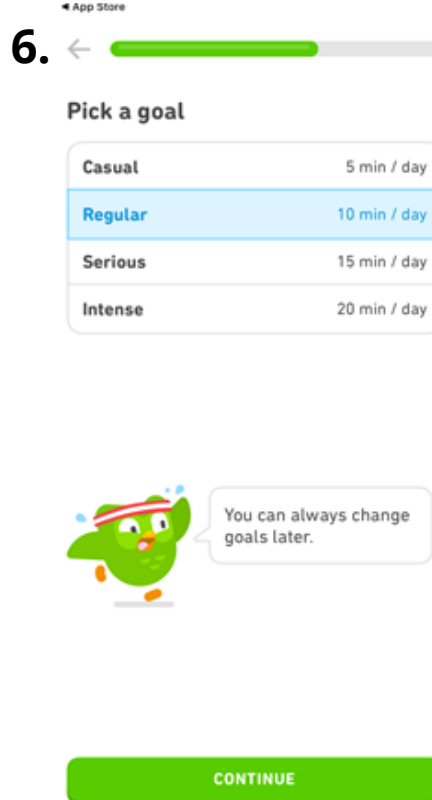 ◀ App Store
6.
Pick a goal
Casual 5 min / day
Regular 10 min / day
Serious 15 min / day
Intense 20 min / day
You can always change
goals later.
CONTINUE